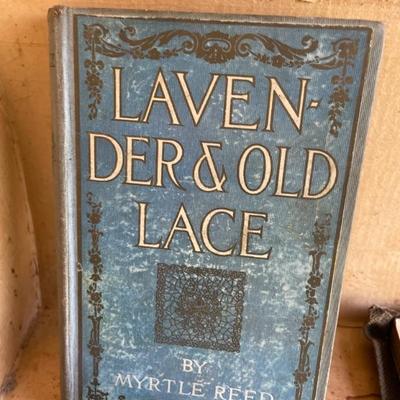 LAVEN-
DER & OLD
LACE
BY
MYRTLE REED